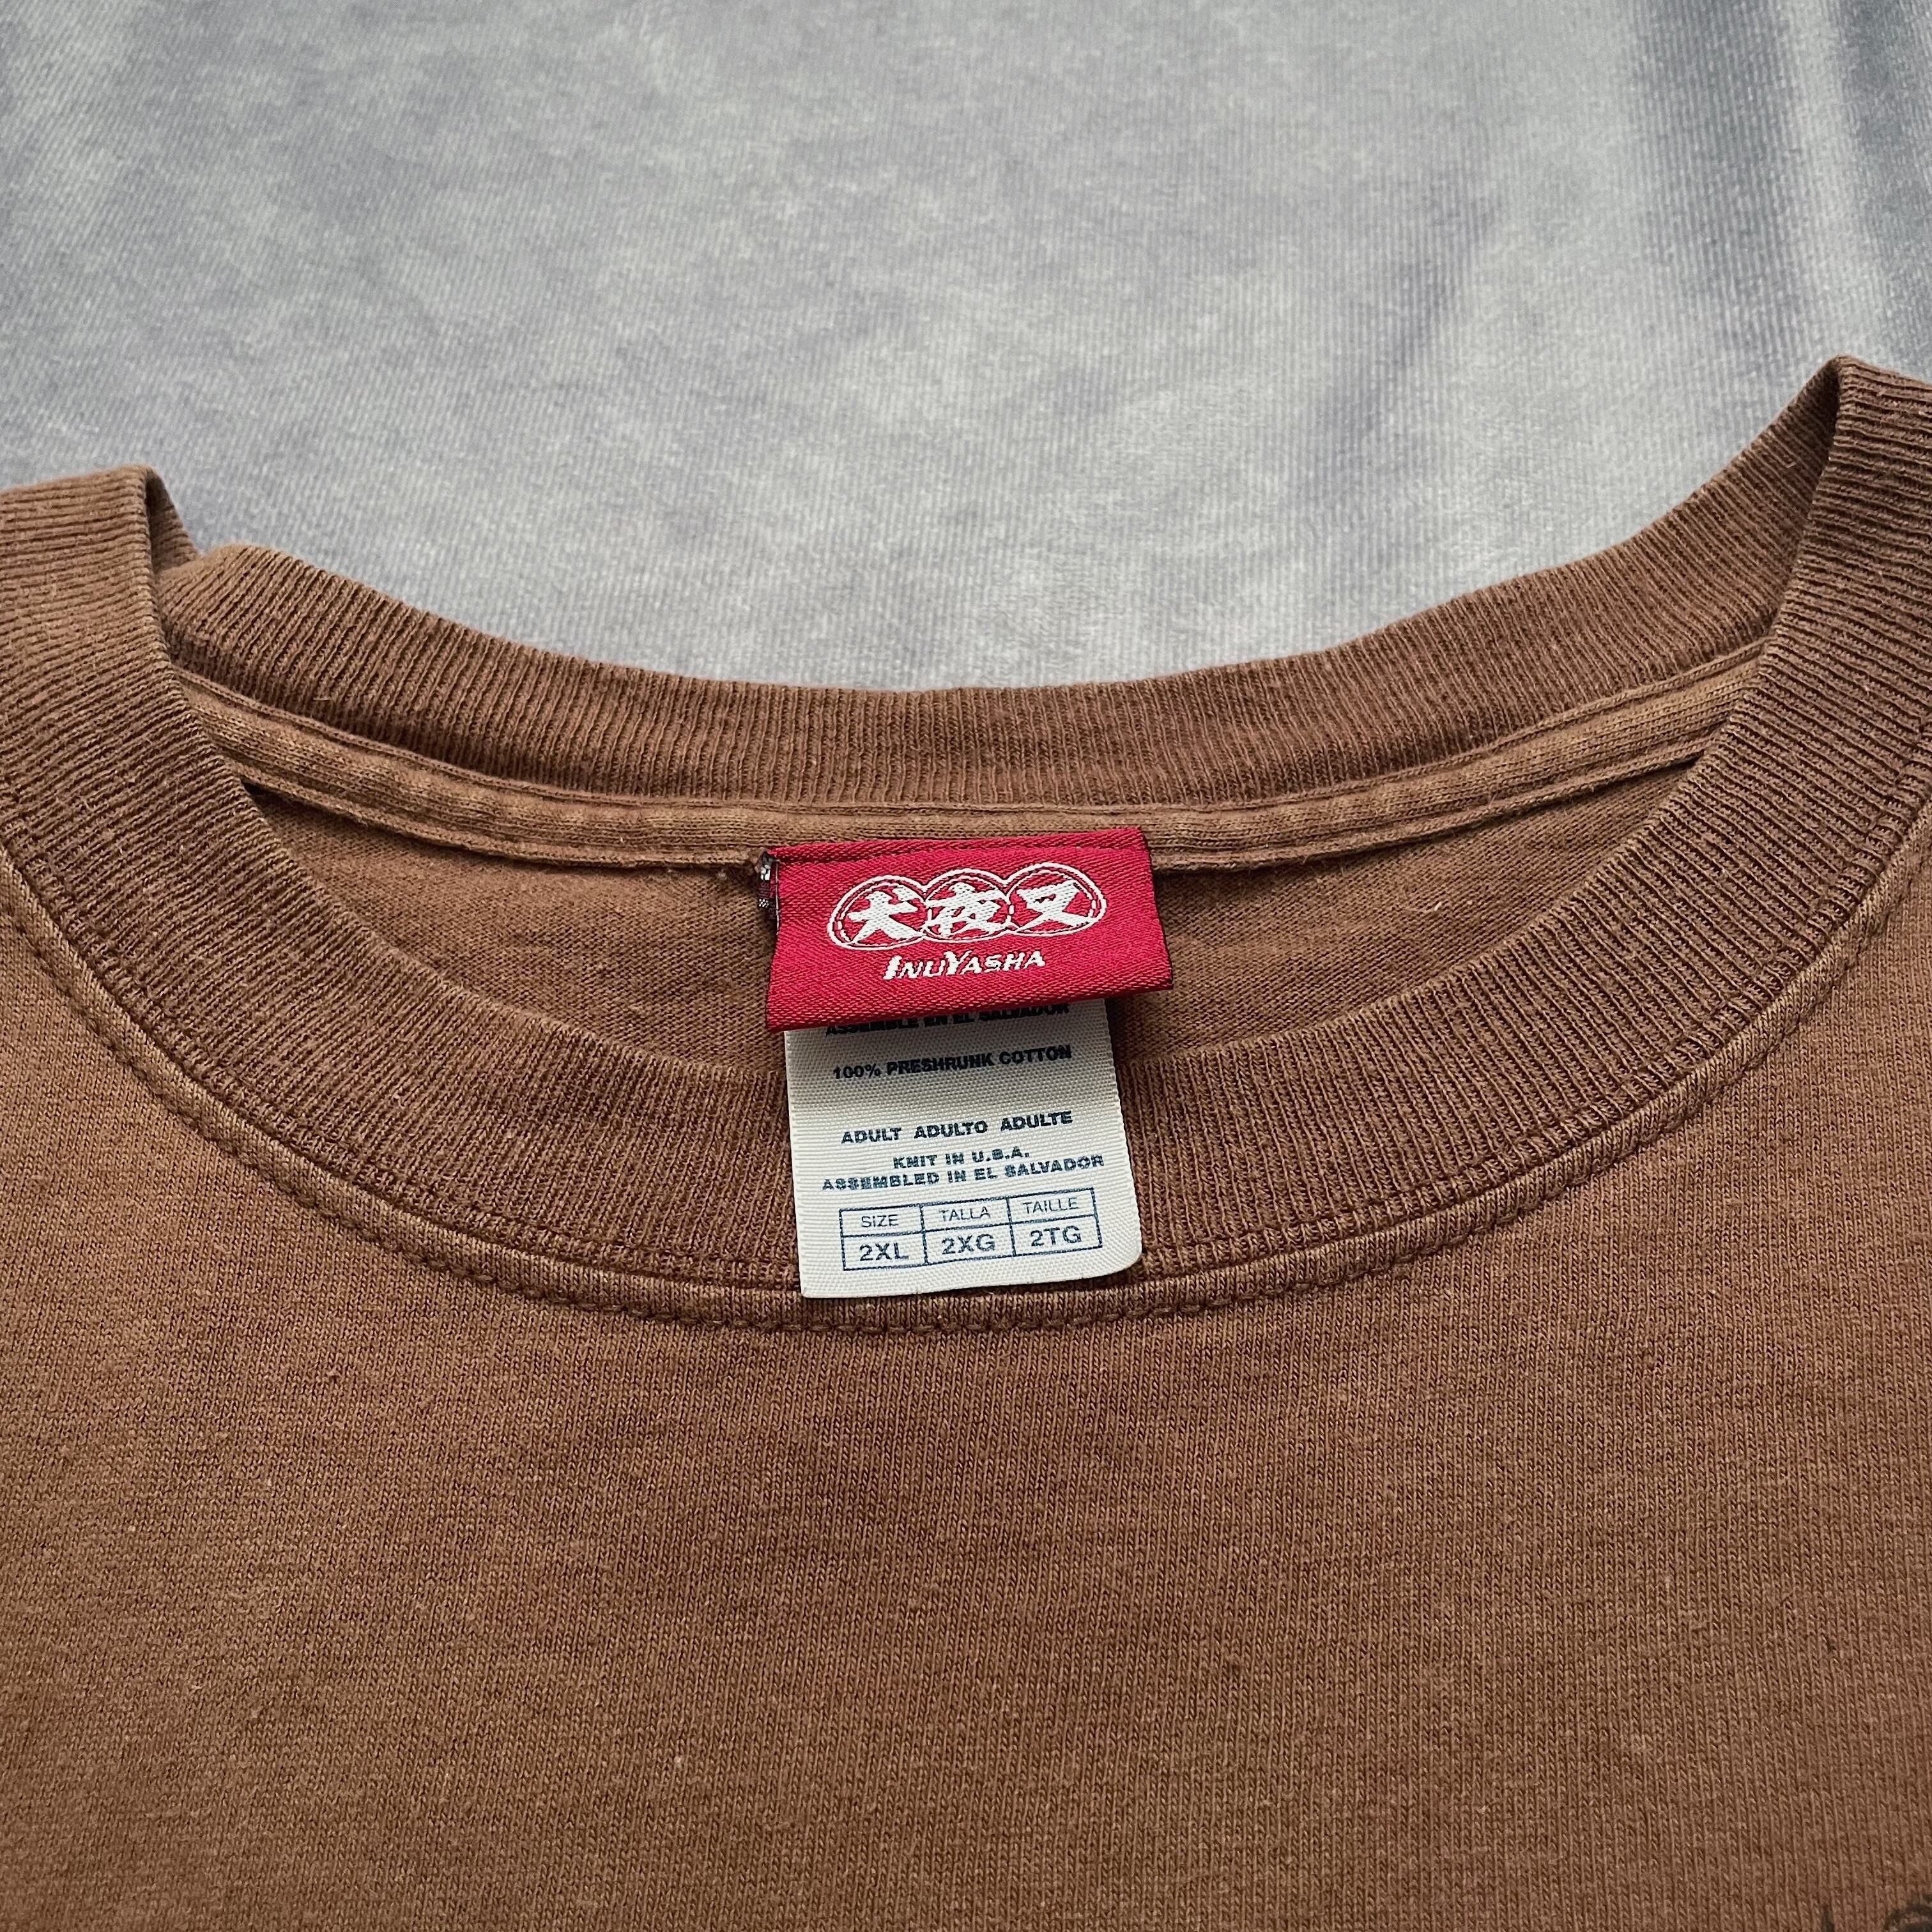 犬夜叉
INUYASHA
ASSEMBLE EN EL SALVADOR
100% PRESHRUNK COTTON
ADULT ADULTO ADULTE
KNIT IN U.S.A.
ASSEMBLED IN EL SALVADOR
SIZE TALLA TAILLE
2XL 2XG 2TG